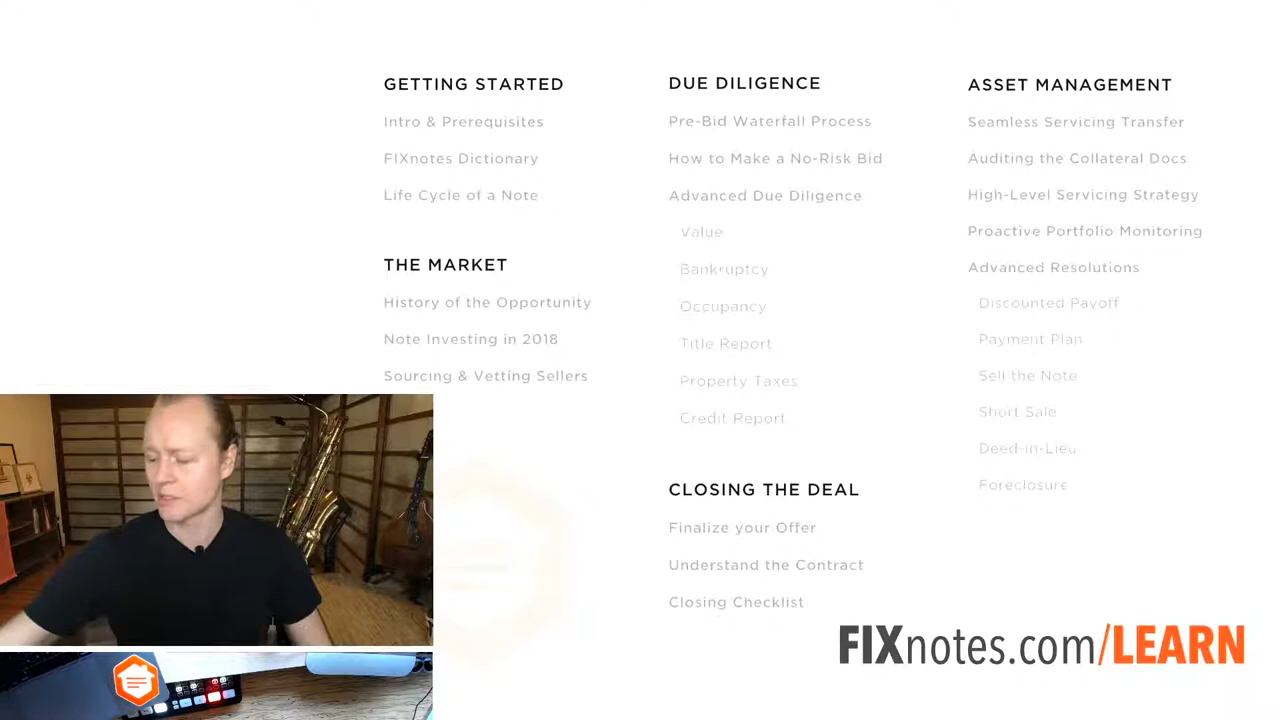 GETTING STARTED
Intro & Prerequisites
FIXnotes Dictionary
Life Cycle of a Note
THE MARKET
History of the Opportunity
Note Investing in 2018
Sourcing & Vetting Sellers
DUE DILIGENCE
Pre-Bid Waterfall Process
How to Make a No-Risk Bid
Advanced Due Diligence
Value
Bankruptcy
Occupancy
Title Report
Property Taxes
Credit Report
CLOSING THE DEAL
Finalize your Offer
Understand the Contract
Closing Checklist
ASSET MANAGEMENT
Seamless Servicing Transfer
Auditing the Collateral Docs
High-Level Servicing Strategy
Proactive Portfolio Monitoring
Advanced Resolutions
Discounted Payoff
Payment Plan
Sell the Note
Short Sale
Deed-in-Lieu
Foreclosure
FIXnotes.com/LEARN